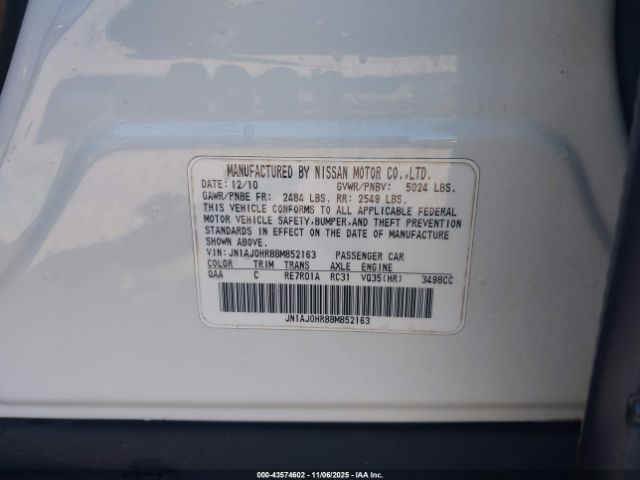 MANUFACTURED BY NISSAN MOTOR CO.,LTD.
DATE: 12/10 GVWR/PNBV: 5024 LBS.
GAWR/PNBE FR: 2484 LBS. RR: 2549 LBS.
THIS VEHICLE CONFORMS TO ALL APPLICABLE FEDERAL
MOTOR VEHICLE SAFETY,BUMPER,AND THEFT PREVENTION
STANDARDS IN EFFECT ON THE DATE OF MANUFACTURE
SHOWN ABOVE.
VIN: JN1AJ0HR8BM852163 PASSENGER CAR
COLOR TRIM TRANS AXLE ENGINE
QAA C RE7R01A RC31 VQ35(HR) 3498CC
JN1AJ0HR8BM852163
000-43574602 - 11/06/2025 - IAAI.COM